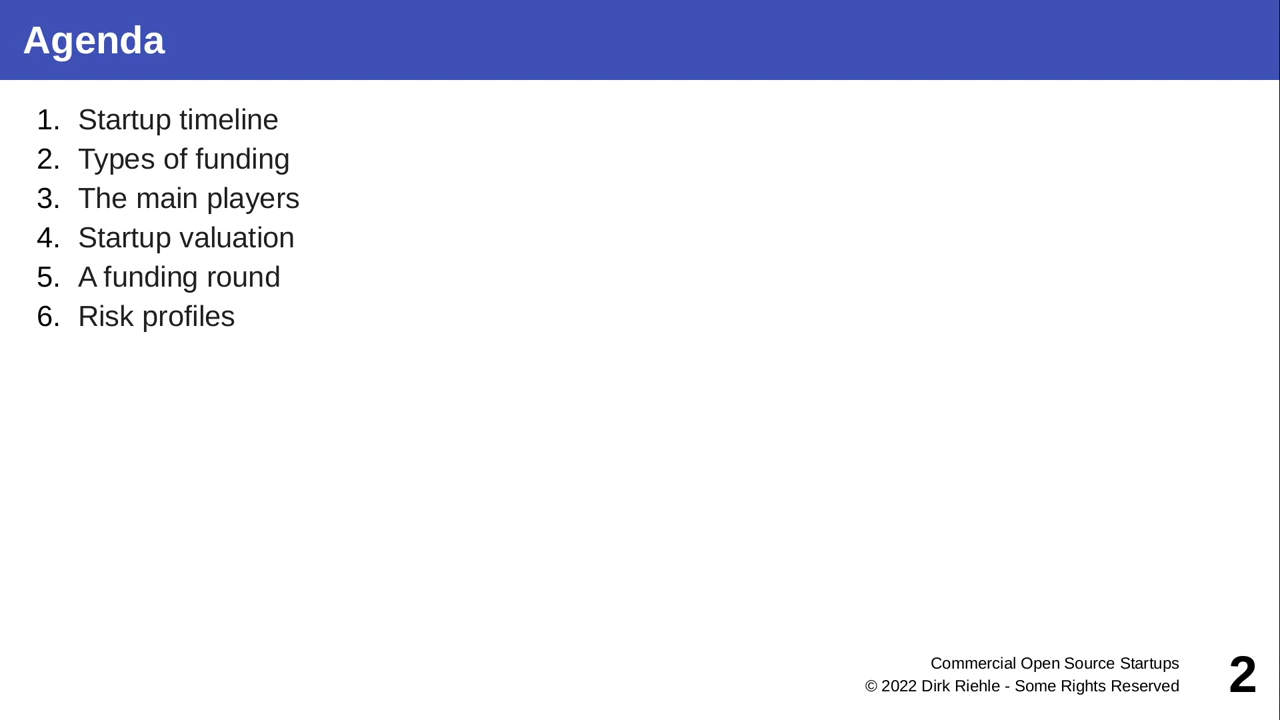 Agenda
1. Startup timeline
2. Types of funding
3. The main players
4. Startup valuation
5. A funding round
6. Risk profiles
Commercial Open Source Startups
© 2022 Dirk Riehle - Some Rights Reserved
2